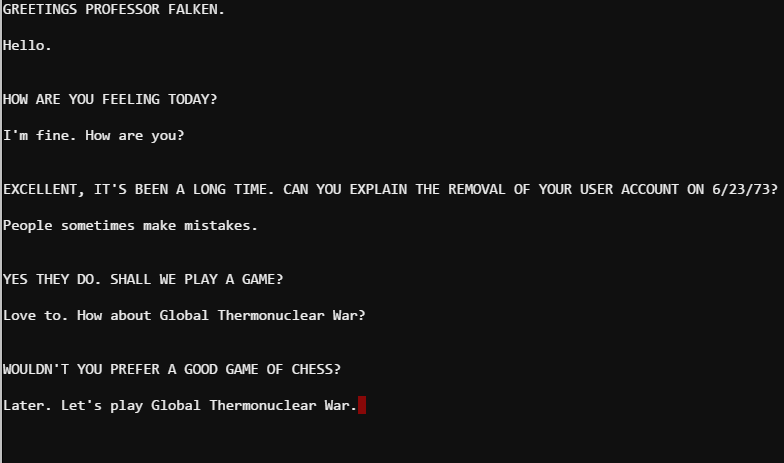 GREETINGS PROFESSOR FALKEN.
Hello.
HOW ARE YOU FEELING TODAY?
I'm fine. How are you?
EXCELLENT, IT'S BEEN A LONG TIME. CAN YOU EXPLAIN THE REMOVAL OF YOUR USER ACCOUNT ON 6/23/73?
People sometimes make mistakes.
YES THEY DO. SHALL WE PLAY A GAME?
Love to. How about Global Thermonuclear War?
WOULDN'T YOU PREFER A GOOD GAME OF CHESS?
Later. Let's play Global Thermonuclear War.